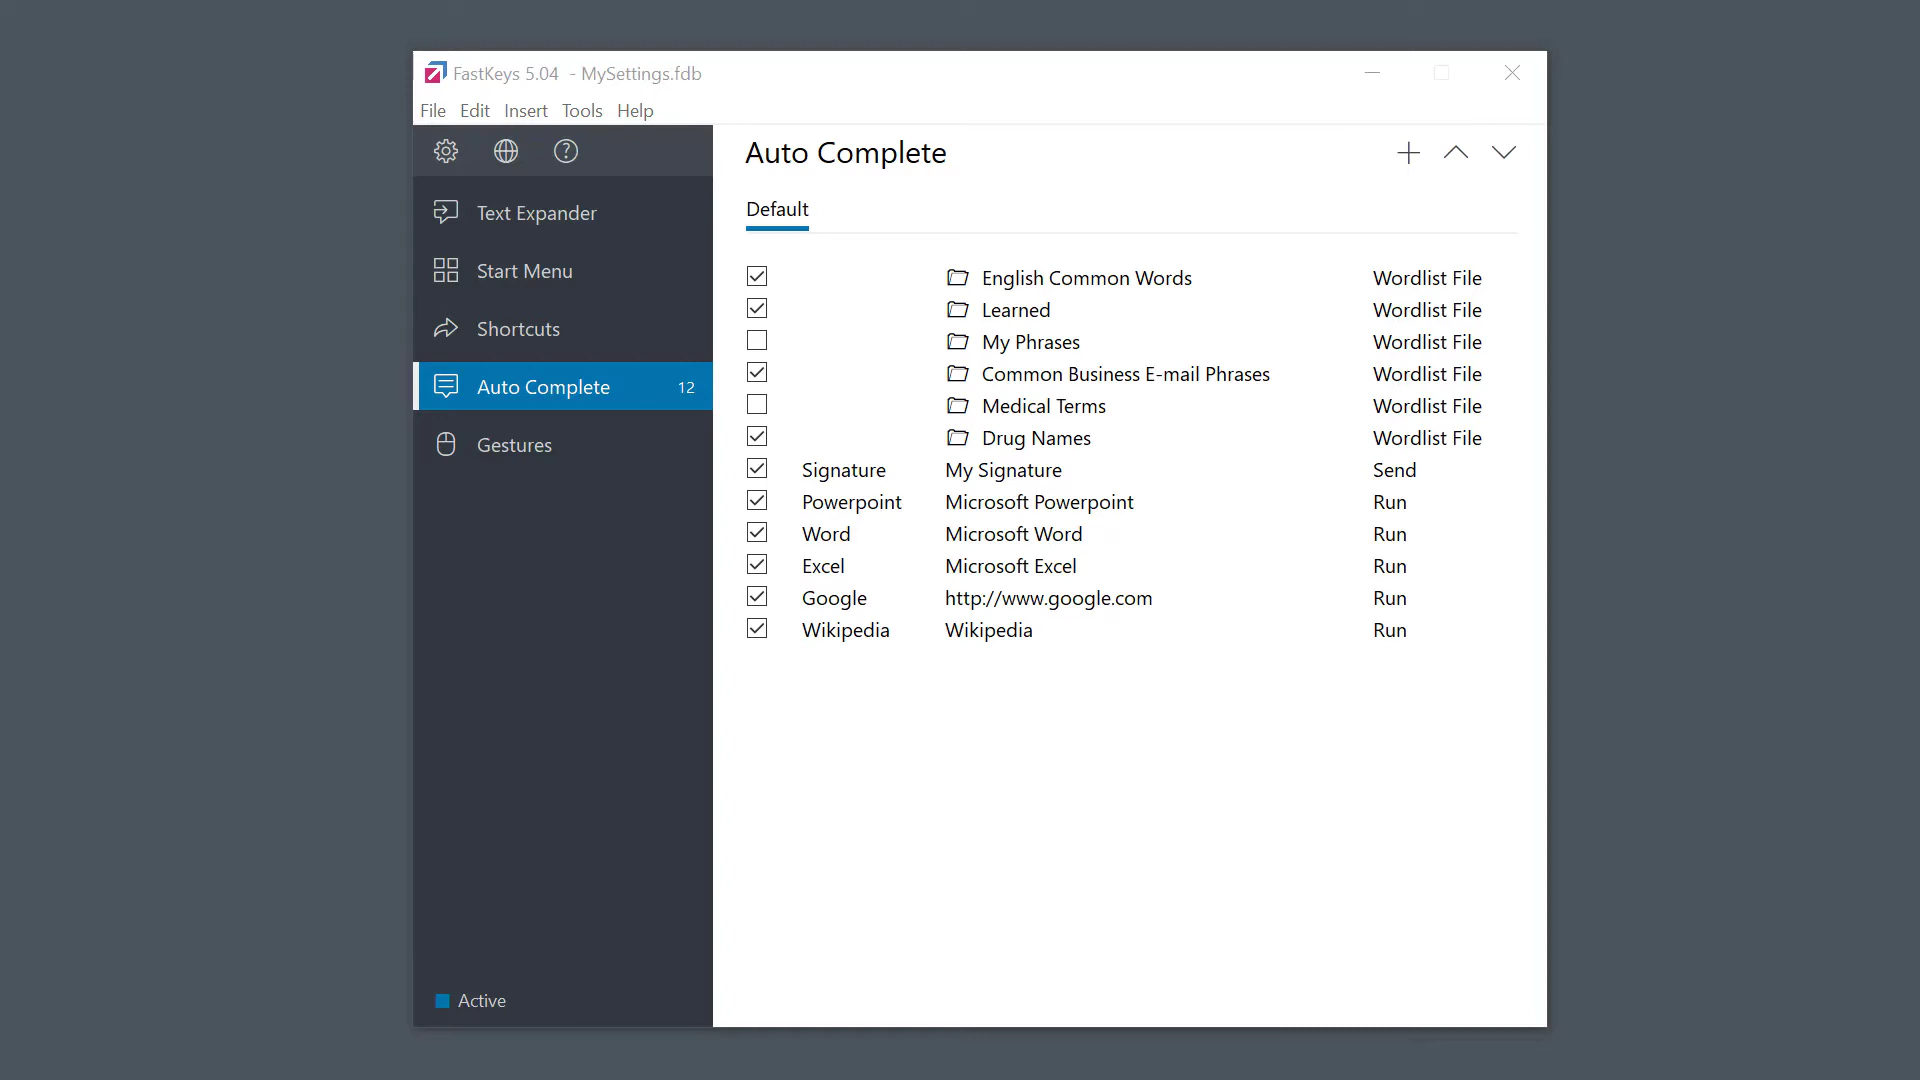 FastKeys 5.04 - MySettings.fdb
File Edit Insert Tools Help
Text Expander
Start Menu
Shortcuts
Auto Complete 12
Gestures
Active
Auto Complete
Default
English Common Words Wordlist File
Learned Wordlist File
My Phrases Wordlist File
Common Business E-mail Phrases Wordlist File
Medical Terms Wordlist File
Drug Names Wordlist File
Signature My Signature Send
Powerpoint Microsoft Powerpoint Run
Word Microsoft Word Run
Excel Microsoft Excel Run
Google http://www.google.com Run
Wikipedia Wikipedia Run